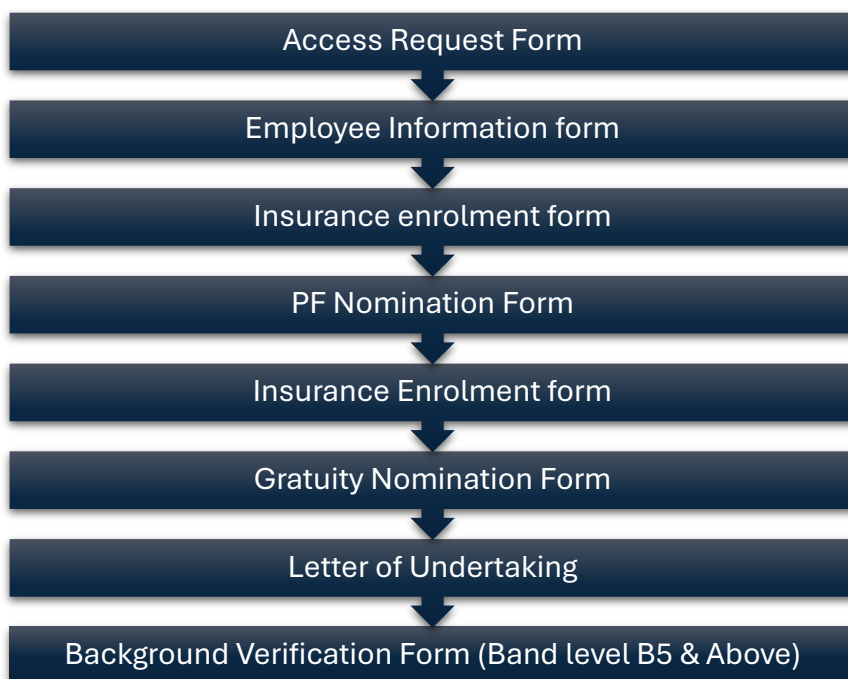 Access Request Form
Employee Information form
Insurance enrolment form
PF Nomination Form
Insurance Enrolment form
Gratuity Nomination Form
Letter of Undertaking
Background Verification Form (Band level B5 & Above)